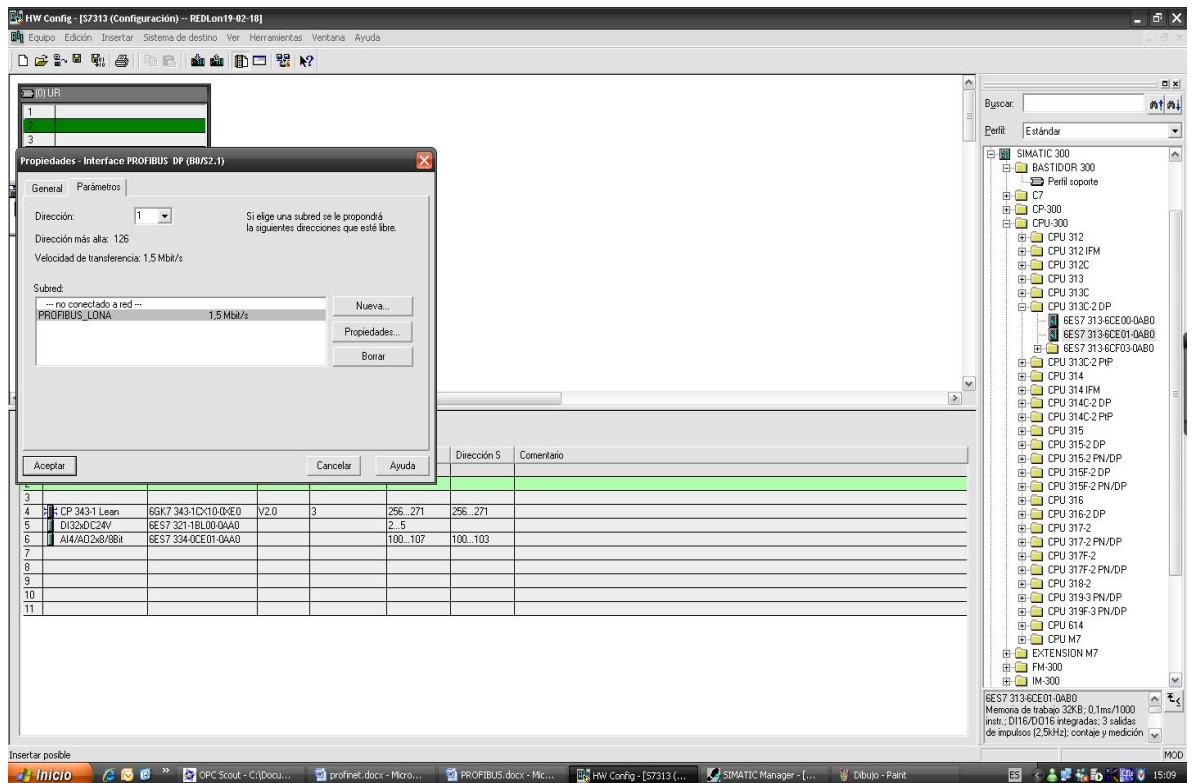 HW Config - [S7313 (Configuración) -- REDLon19-02-18]
Equipo Edición Insertar Sistema de destino Ver Herramientas Ventana Ayuda
(0) UR
1
2
3
Propiedades - Interface PROFIBUS DP (B0/S2.1)
General Parámetros
Dirección: 1
Si elige una subred se le propondrá
la siguientes direcciones que esté libre.
Dirección más alta: 126
Velocidad de transferencia: 1,5 Mbit/s
Subred:
--- no conectado a red ---
PROFIBUS_LONA 1,5 Mbit/s
Nueva...
Propiedades...
Borrar
Aceptar Cancelar Ayuda
Dirección S Comentario
2
3
4 CP 343-1 Lean 6GK7 343-1CX10-0XE0 V2.0 3 256...271 256...271
5 DI32xDC24V 6ES7 321-1BL00-0AA0 2...5
6 AI4/AO2x8/8Bit 6ES7 334-0CE01-0AA0 100...107 100...103
7
8
9
10
11
Buscar:
Perfil: Estándar
SIMATIC 300
BASTIDOR 300
Perfil soporte
C7
CP-300
CPU-300
CPU 312
CPU 312 IFM
CPU 312C
CPU 313
CPU 313C
CPU 313C-2 DP
6ES7 313-6CE00-0AB0
6ES7 313-6CE01-0AB0
6ES7 313-6CF03-0AB0
CPU 313C-2 PtP
CPU 314
CPU 314 IFM
CPU 314C-2 DP
CPU 314C-2 PtP
CPU 315
CPU 315-2 DP
CPU 315-2 PN/DP
CPU 315F-2 DP
CPU 315F-2 PN/DP
CPU 316
CPU 316-2 DP
CPU 317-2
CPU 317-2 PN/DP
CPU 317F-2
CPU 317F-2 PN/DP
CPU 318-2
CPU 319-3 PN/DP
CPU 319F-3 PN/DP
CPU 614
CPU M7
EXTENSION M7
FM-300
IM-300
6ES7 313-6CE01-0AB0
Memoria de trabajo 32KB; 0,1ms/1000
instr.; DI16/DO16 integradas; 3 salidas
de impulsos (2,5kHz); contaje y medición
Insertar posible
MOD
Inicio
OPC Scout - C:\Docu...
profinet.docx - Micro...
PROFIBUS.docx - Mic...
HW Config - [S7313 (...
SIMATIC Manager - [...
Dibujo - Paint
ES
15:09